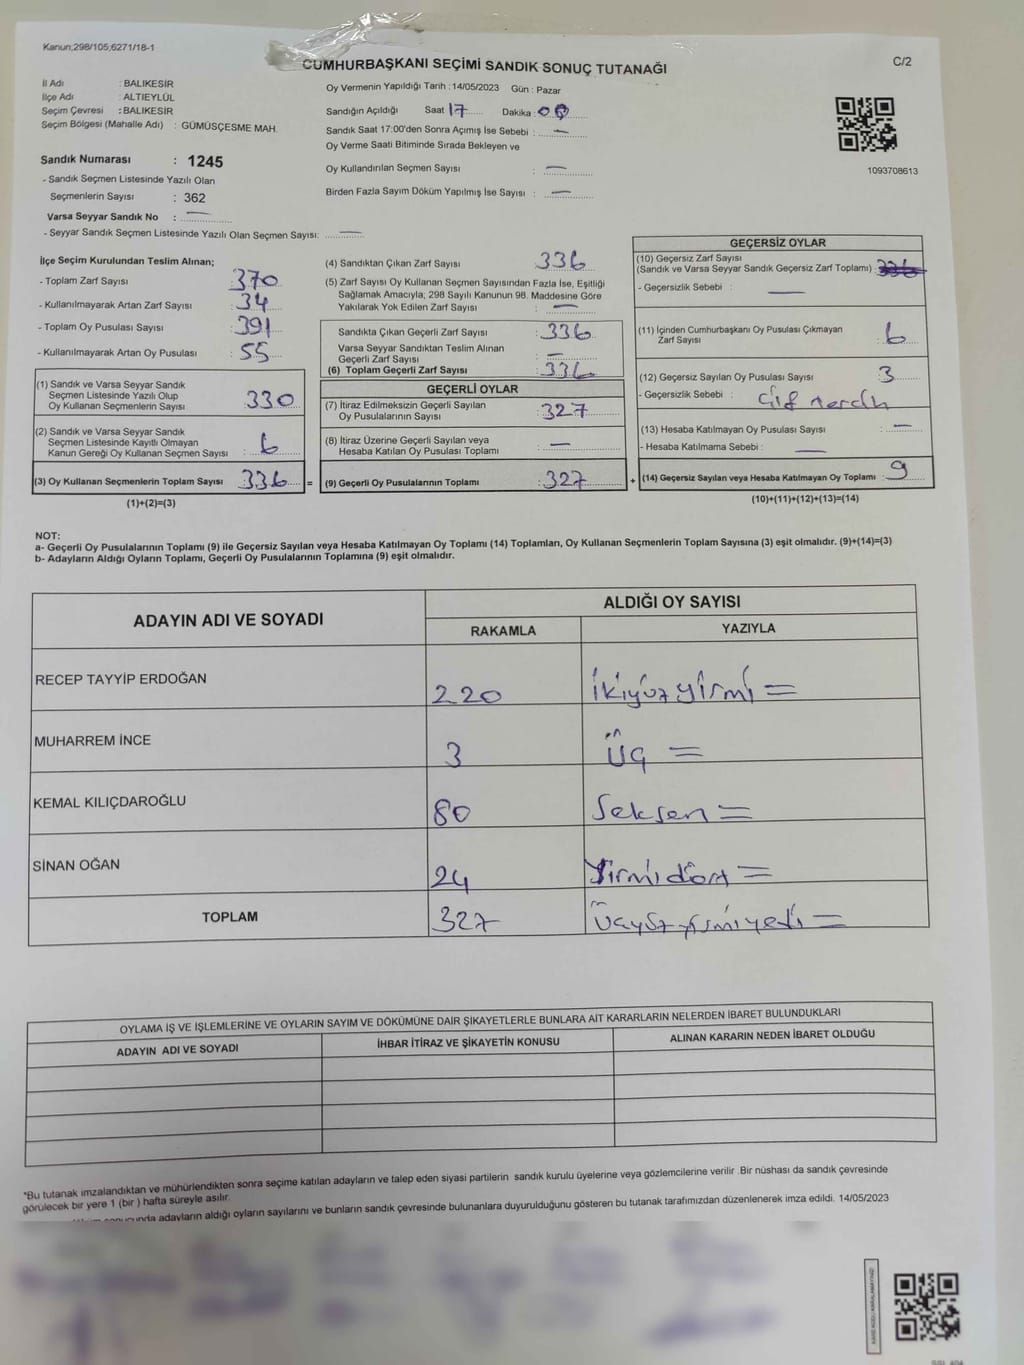 Kanun;298/105;6271/18-1
CUMHURBAŞKANI SEÇİMİ SANDIK SONUÇ TUTANAĞI
C/2
İl Adı : BALIKESİR
İlçe Adı : ALTIEYLÜL
Seçim Çevresi : BALIKESİR
Seçim Bölgesi (Mahalle Adı) : GÜMÜŞÇEŞME MAH.
Oy Vermenin Yapıldığı Tarih : 14/05/2023 Gün : Pazar
Sandığın Açıldığı Saat 17 Dakika : 00
Sandık Saat 17:00'den Sonra Açımış İse Sebebi : —
Oy Verme Saati Bitiminde Sırada Bekleyen ve
Oy Kullandırılan Seçmen Sayısı : —
Birden Fazla Sayım Döküm Yapılmış İse Sayısı : —
1093708613
Sandık Numarası : 1245
- Sandık Seçmen Listesinde Yazılı Olan
Seçmenlerin Sayısı : 362
Varsa Seyyar Sandık No : —
- Seyyar Sandık Seçmen Listesinde Yazılı Olan Seçmen Sayısı: —
İlçe Seçim Kurulundan Teslim Alınan;
- Toplam Zarf Sayısı : 370
- Kullanılmayarak Artan Zarf Sayısı : 34
- Toplam Oy Pusulası Sayısı : 391
- Kullanılmayarak Artan Oy Pusulası : 55
(1) Sandık ve Varsa Seyyar Sandık
Seçmen Listesinde Yazılı Olup
Oy Kullanan Seçmenlerin Sayısı : 330
(2) Sandık ve Varsa Seyyar Sandık
Seçmen Listesinde Kayıtlı Olmayan
Kanun Gereği Oy Kullanan Seçmen Sayısı : 6
(3) Oy Kullanan Seçmenlerin Toplam Sayısı : 336 =
(1)+(2)=(3)
(4) Sandıktan Çıkan Zarf Sayısı : 336
(5) Zarf Sayısı Oy Kullanan Seçmen Sayısından Fazla İse, Eşitliği
Sağlamak Amacıyla; 298 Sayılı Kanunun 98. Maddesine Göre
Yakılarak Yok Edilen Zarf Sayısı : —
Sandıkta Çıkan Geçerli Zarf Sayısı : 336
Varsa Seyyar Sandıktan Teslim Alınan
Geçerli Zarf Sayısı : —
(6) Toplam Geçerli Zarf Sayısı : 336
GEÇERLİ OYLAR
(7) İtiraz Edilmeksizin Geçerli Sayılan
Oy Pusulasının Sayısı : 327
(8) İtiraz Üzerine Geçerli Sayılan veya
Hesaba Katılan Oy Pusulası Toplamı : —
(9) Geçerli Oy Pusulalarının Toplamı : 327 +
GEÇERSİZ OYLAR
(10) Geçersiz Zarf Sayısı
(Sandık ve Varsa Seyyar Sandık Geçersiz Zarf Toplamı) :
- Geçersizlik Sebebi : —
(11) İçinden Cumhurbaşkanı Oy Pusulası Çıkmayan
Zarf Sayısı : 6
(12) Geçersiz Sayılan Oy Pusulası Sayısı : 3
- Geçersizlik Sebebi :
(13) Hesaba Katılmayan Oy Pusulası Sayısı : —
- Hesaba Katılmama Sebebi : —
(14) Geçersiz Sayılan veya Hesaba Katılmayan Oy Toplamı : 9
(10)+(11)+(12)+(13)=(14)
NOT:
a- Geçerli Oy Pusulalarının Toplamı (9) ile Geçersiz Sayılan veya Hesaba Katılmayan Oy Toplamı (14) Toplamları, Oy Kullanan Seçmenlerin Toplam Sayısına (3) eşit olmalıdır. (9)+(14)=(3)
b- Adayların Aldığı Oyların Toplamı, Geçerli Oy Pusulalarının Toplamına (9) eşit olmalıdır.
ADAYIN ADI VE SOYADI
ALDIĞI OY SAYISI
RAKAMLA YAZIYLA
RECEP TAYYİP ERDOĞAN 220 İkiyüzyirmi =
MUHARREM İNCE 3 Üç =
KEMAL KILIÇDAROĞLU 80 Seksen =
SİNAN OĞAN 24 Yirmidört =
TOPLAM 327 Üçyüzyirmiyedi =
OYLAMA İŞ VE İŞLEMLERİNE VE OYLARIN SAYIM VE DÖKÜMÜNE DAİR ŞİKAYETLERLE BUNLARA AİT KARARLARIN NELERDEN İBARET BULUNDUKLARI
ADAYIN ADI VE SOYADI İHBAR İTİRAZ VE ŞİKAYETİN KONUSU ALINAN KARARIN NEDEN İBARET OLDUĞU
*Bu tutanak imzalandıktan ve mühürlendikten sonra seçime katılan adayların ve talep eden siyasi partilerin sandık kurulu üyelerine veya gözlemcilerine verilir .Bir nüshası da sandık çevresinde
görülecek bir yere 1 (bir ) hafta süreyle asılır.
adayların aldığı oyların sayılarını ve bunların sandık çevresinde bulunanlara duyurulduğunu gösteren bu tutanak tarafımızdan düzenlenerek imza edildi. 14/05/2023
KARE KODU KARALAMAYINIZ!